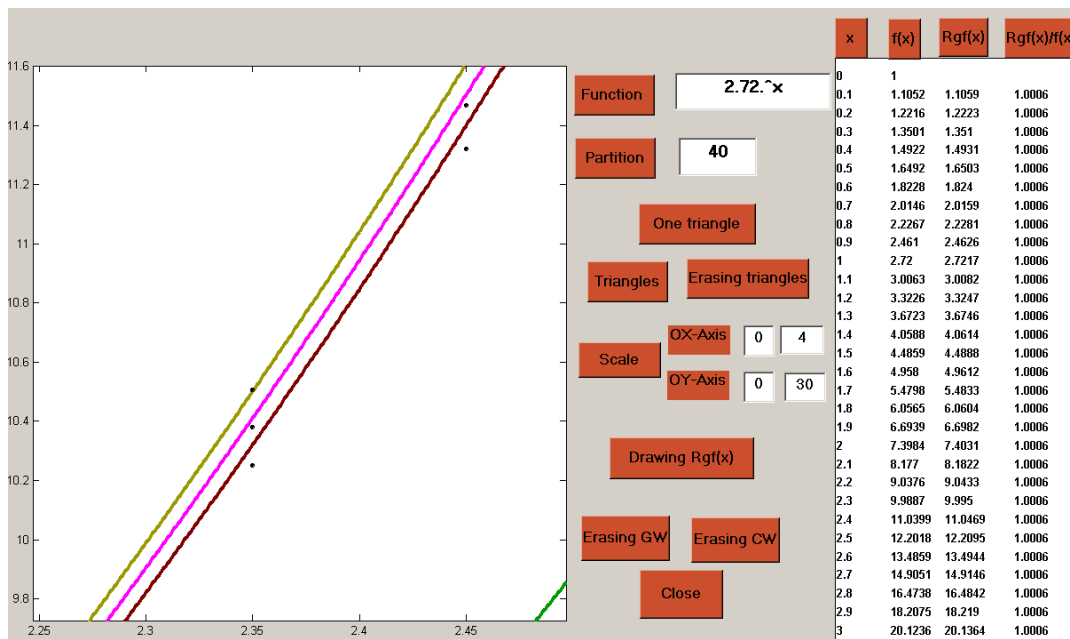 11.6
11.4
11.2
11
10.8
10.6
10.4
10.2
10
9.8
2.25 2.3 2.35 2.4 2.45
Function 2.72.^x
Partition 40
One triangle
Triangles Erasing triangles
Scale
OX-Axis 0 4
OY-Axis 0 30
Drawing Rgf(x)
Erasing GW Erasing CW
Close
x f(x) Rgf(x) Rgf(x)/f(x
0 1
0.1 1.1052 1.1059 1.0006
0.2 1.2216 1.2223 1.0006
0.3 1.3501 1.351 1.0006
0.4 1.4922 1.4931 1.0006
0.5 1.6492 1.6503 1.0006
0.6 1.8228 1.824 1.0006
0.7 2.0146 2.0159 1.0006
0.8 2.2267 2.2281 1.0006
0.9 2.461 2.4626 1.0006
1 2.72 2.7217 1.0006
1.1 3.0063 3.0082 1.0006
1.2 3.3226 3.3247 1.0006
1.3 3.6723 3.6746 1.0006
1.4 4.0588 4.0614 1.0006
1.5 4.4859 4.4888 1.0006
1.6 4.958 4.9612 1.0006
1.7 5.4798 5.4833 1.0006
1.8 6.0565 6.0604 1.0006
1.9 6.6939 6.6982 1.0006
2 7.3984 7.4031 1.0006
2.1 8.177 8.1822 1.0006
2.2 9.0376 9.0433 1.0006
2.3 9.9887 9.995 1.0006
2.4 11.0399 11.0469 1.0006
2.5 12.2018 12.2095 1.0006
2.6 13.4859 13.4944 1.0006
2.7 14.9051 14.9146 1.0006
2.8 16.4738 16.4842 1.0006
2.9 18.2075 18.219 1.0006
3 20.1236 20.1364 1.0006